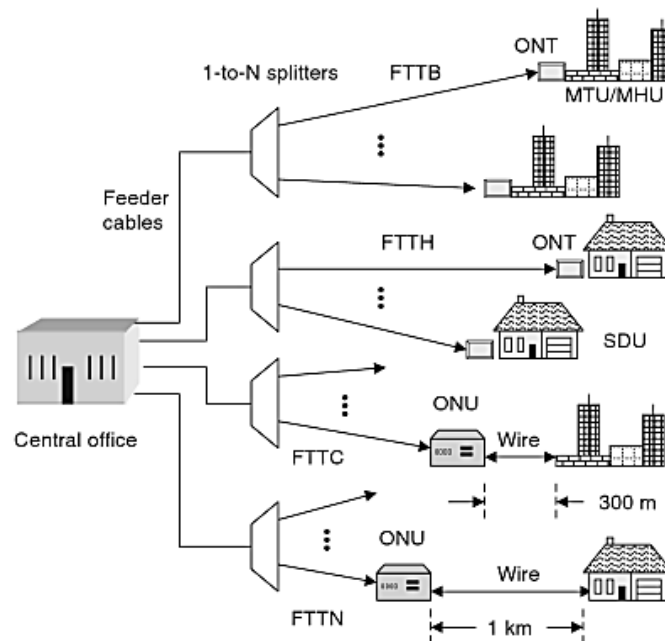 ONT
1-to-N splitters
FTTB
MTU/MHU
Feeder
cables
FTTH
ONT
SDU
Central office
ONU
FTTC
Wire
300 m
ONU
FTTN
Wire
1 km